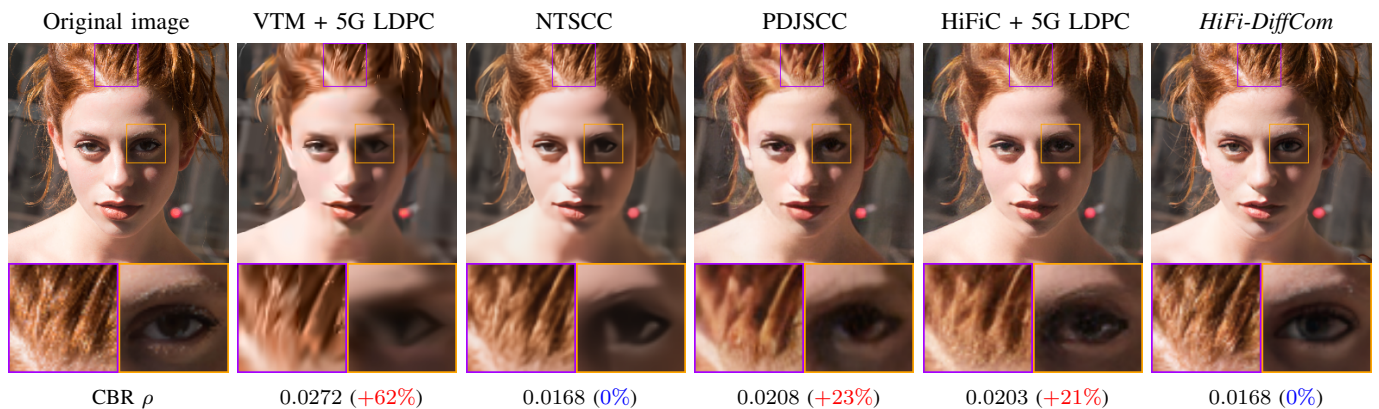 Original image VTM + 5G LDPC NTSCC PDJSCC HiFiC + 5G LDPC HiFi-DiffCom
CBR ρ 0.0272 (+62%) 0.0168 (0%) 0.0208 (+23%) 0.0203 (+21%) 0.0168 (0%)